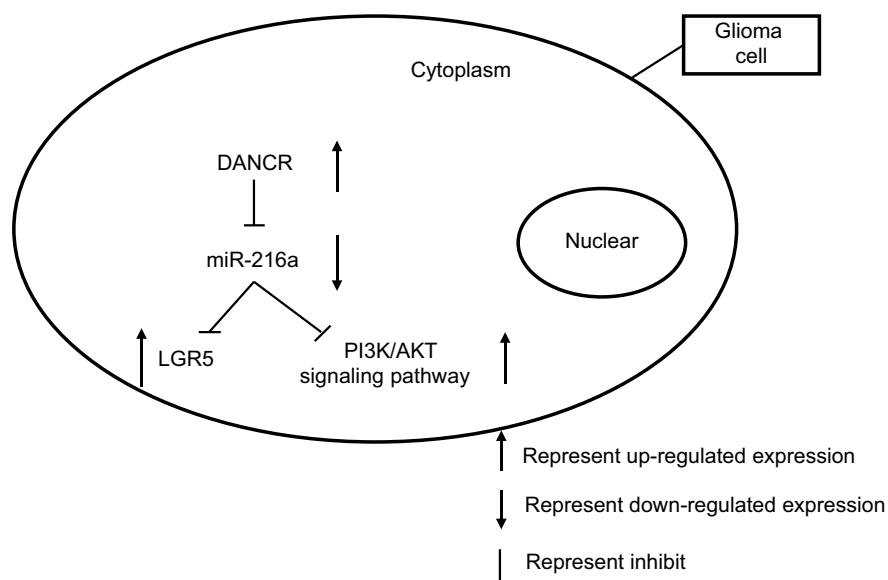 Glioma
cell
Cytoplasm
DANCR
miR-216a
Nuclear
LGR5
PI3K/AKT
signaling pathway
Represent up-regulated expression
Represent down-regulated expression
Represent inhibit